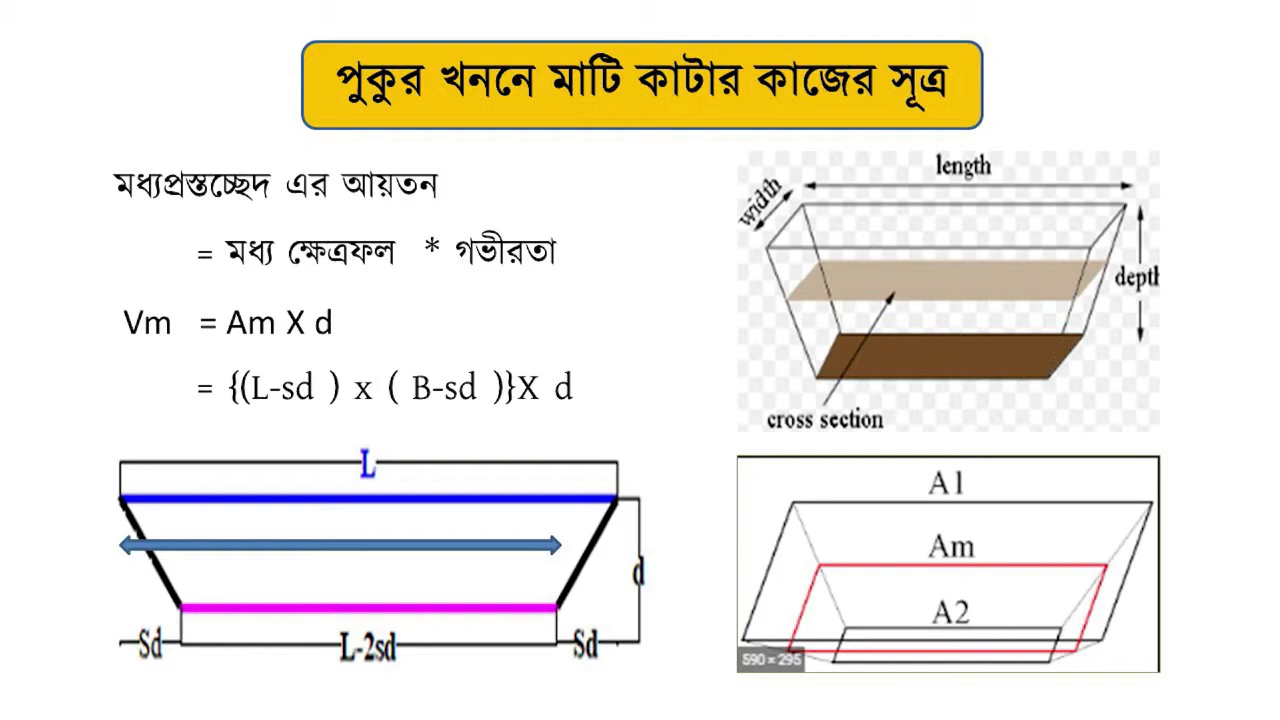 পুকুর খননে মাটি কাটার কাজের সূত্র
মধ্যপ্রস্তচ্ছেদ এর আয়তন
= মধ্য ক্ষেত্রফল * গভীরতা
Vm = Am X d
= {(L-sd ) x ( B-sd )}X d
length
width
depth
cross section
L
d
Sd
L-2sd
Sd
A1
Am
A2
590 × 295